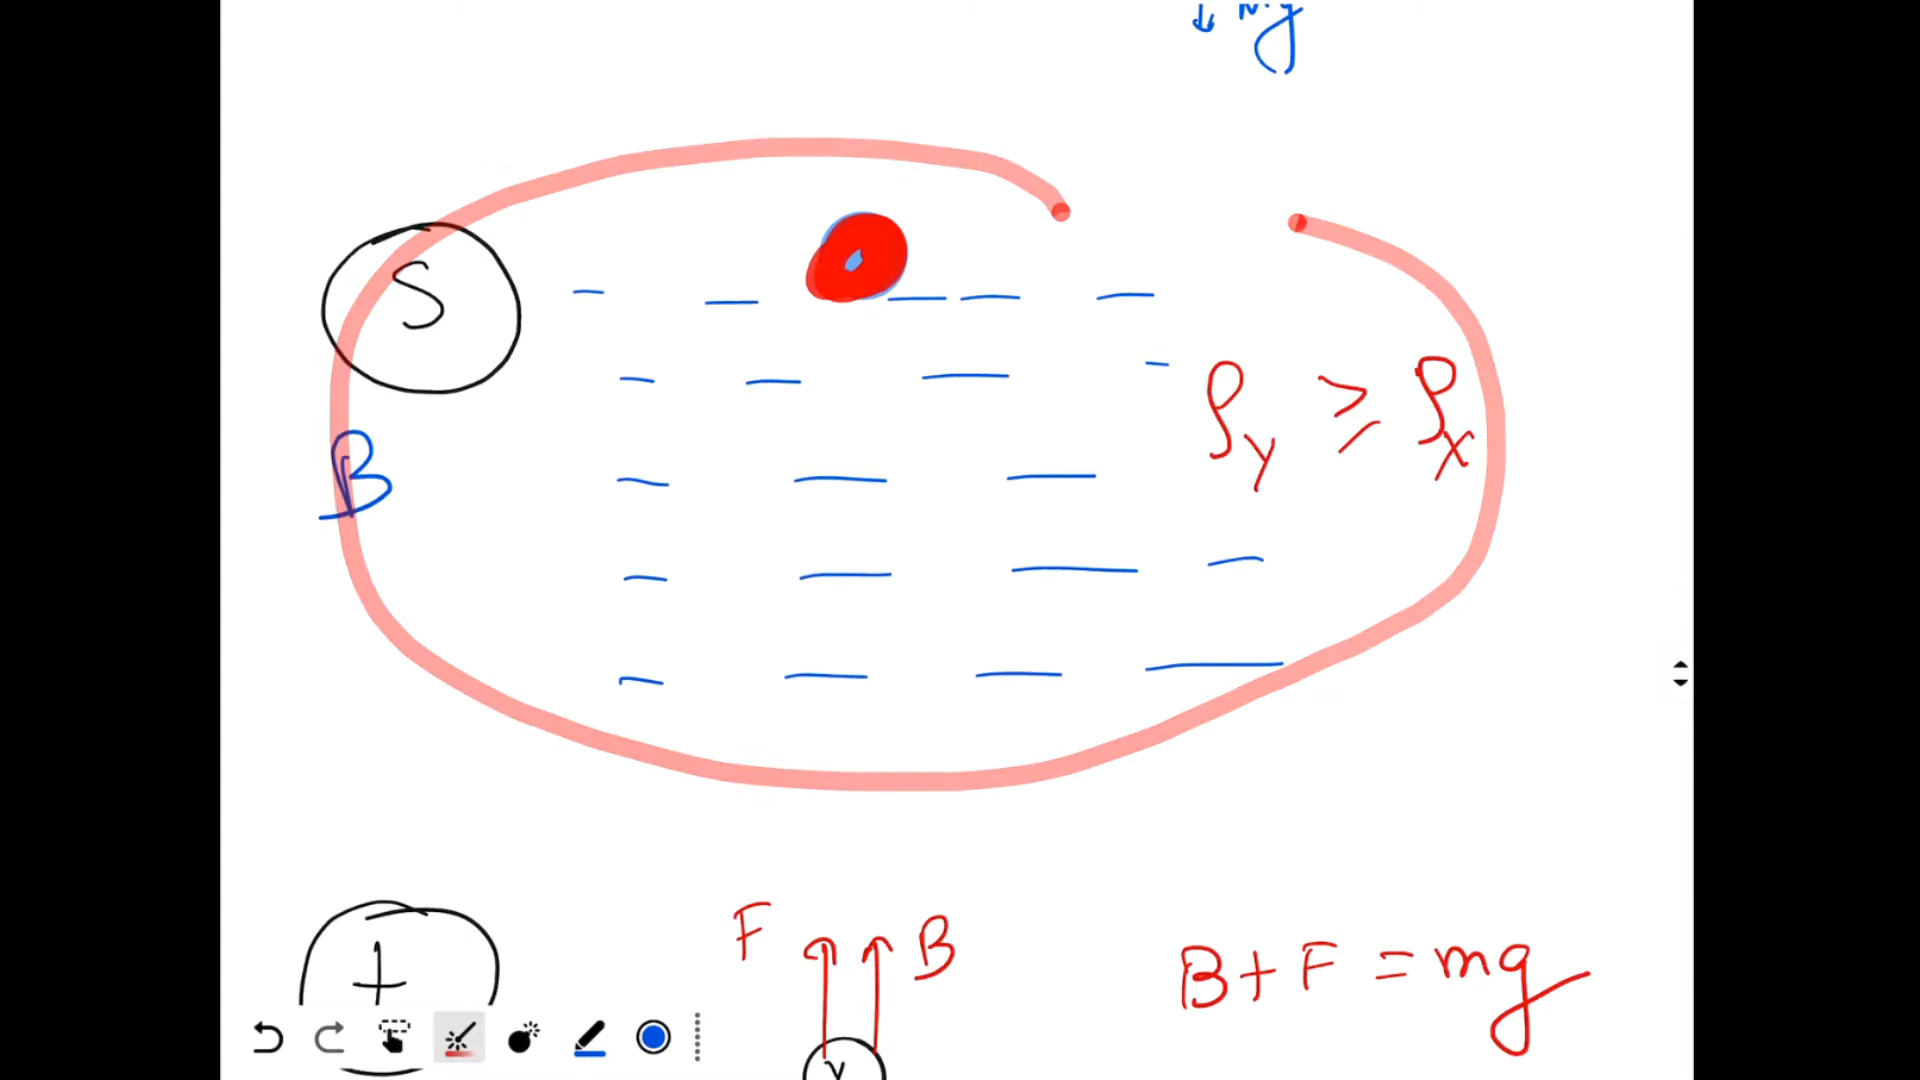 mg
S
B
ρy ≥ ρx
+
F B
B + F = mg
y